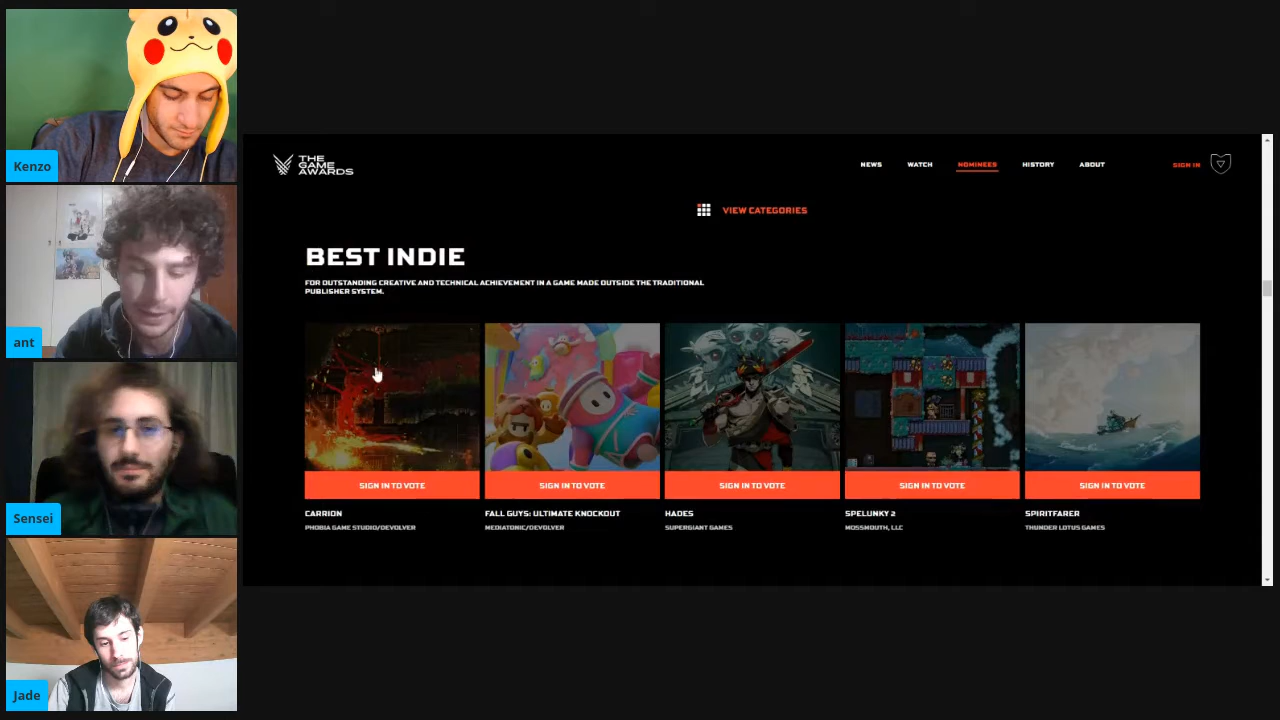 Kenzo
ant
Sensei
Jade
THE
GAME
AWARDS
NEWS WATCH NOMINEES HISTORY ABOUT SIGN IN
VIEW CATEGORIES
BEST INDIE
FOR OUTSTANDING CREATIVE AND TECHNICAL ACHIEVEMENT IN A GAME MADE OUTSIDE THE TRADITIONAL
PUBLISHER SYSTEM.
SIGN IN TO VOTE SIGN IN TO VOTE SIGN IN TO VOTE SIGN IN TO VOTE SIGN IN TO VOTE
CARRION FALL GUYS: ULTIMATE KNOCKOUT HADES SPELUNKY 2 SPIRITFARER
PHOBIA GAME STUDIO/DEVOLVER MEDIATONIC/DEVOLVER SUPERGIANT GAMES MOSSMOUTH, LLC THUNDER LOTUS GAMES